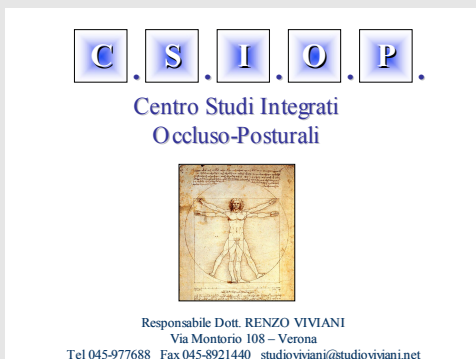 C.S.I.O.P.
Centro Studi Integrati
Occluso-Posturali
Responsabile Dott. RENZO VIVIANI
Via Montorio 108 – Verona
Tel 045-977688 Fax 045-8921440 studioviviani@studioviviani.net